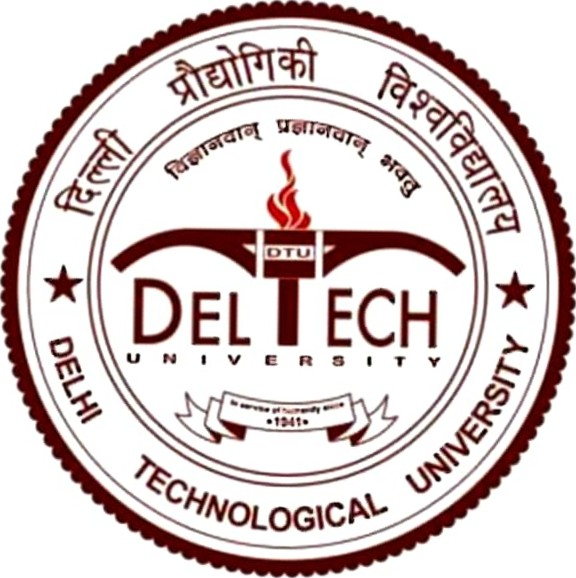 दिल्ली प्रौद्योगिकी विश्वविद्यालय
विज्ञानवान् प्रज्ञानवान् भवतु
DTU
DELTECH
UNIVERSITY
In service of humanity since
•1941•
★ DELHI TECHNOLOGICAL UNIVERSITY ★